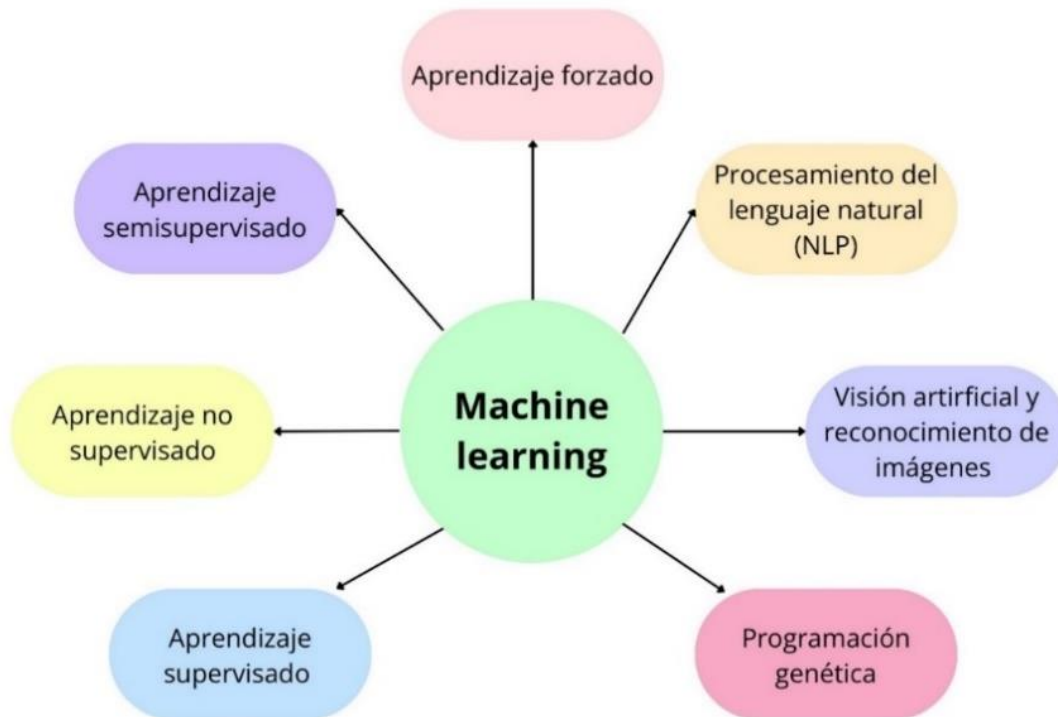 Aprendizaje forzado
Aprendizaje
semisupervisado
Procesamiento del
lenguaje natural
(NLP)
Machine
learning
Aprendizaje no
supervisado
Visión artirficial y
reconocimiento de
imágenes
Aprendizaje
supervisado
Programación
genética